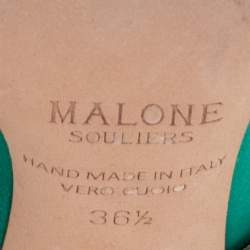 MALONE
SOULIERS
HAND MADE IN ITALY
VERO CUOIO
36½